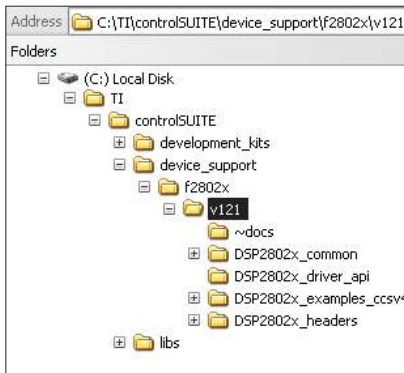 Address C:\TI\controlSUITE\device_support\f2802x\v121
Folders
(C:) Local Disk
TI
controlSUITE
development_kits
device_support
f2802x
v121
~docs
DSP2802x_common
DSP2802x_driver_api
DSP2802x_examples_ccsv4
DSP2802x_headers
libs